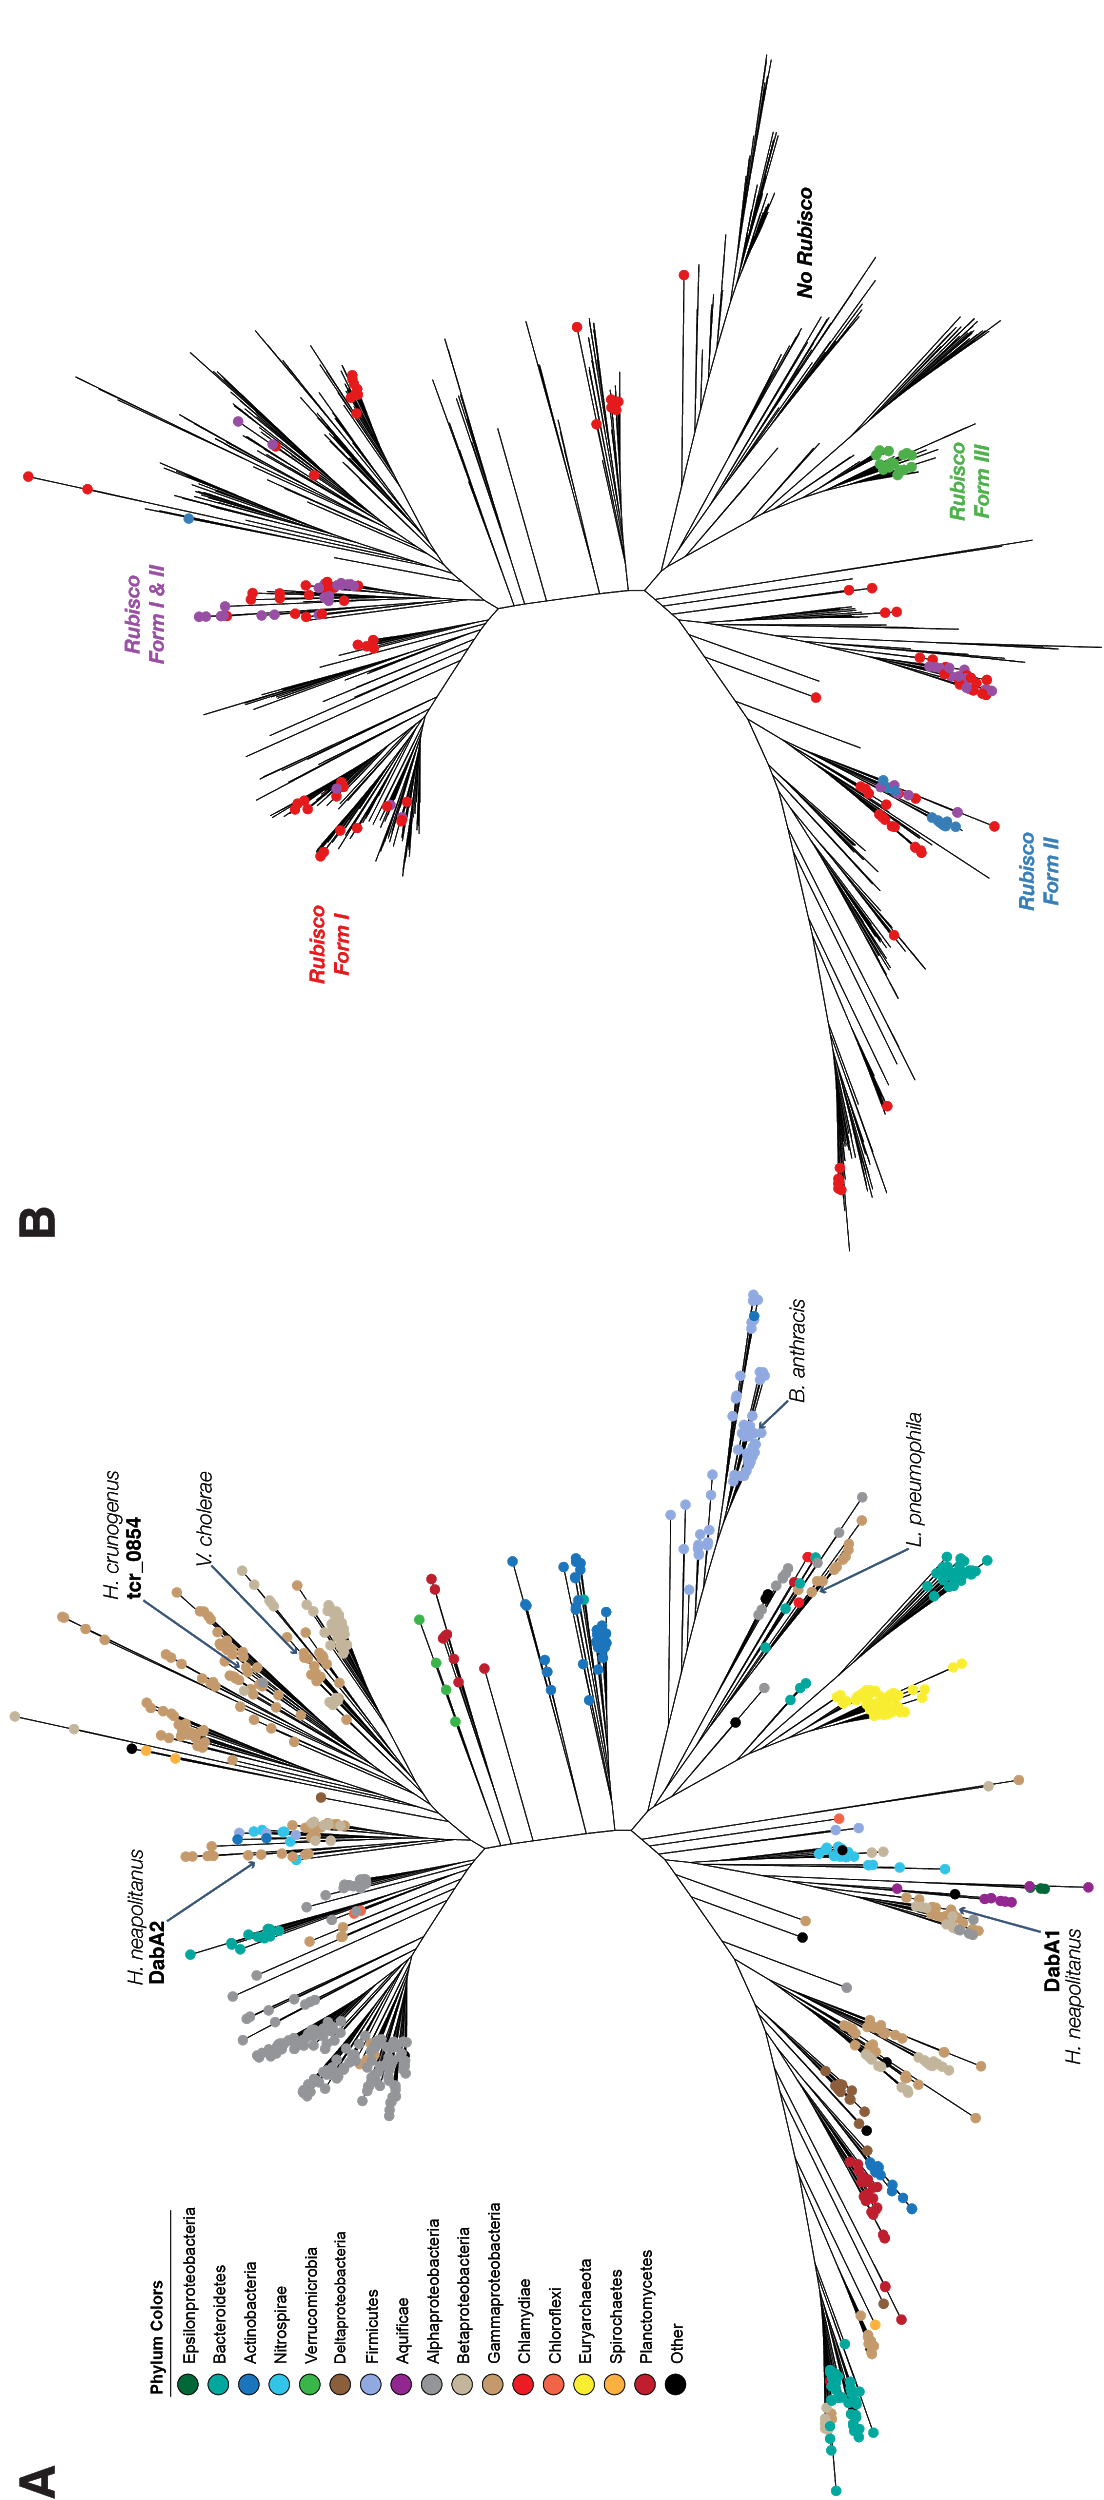 A
Phylum Colors
Epsilonproteobacteria
Bacteroidetes
Actinobacteria
Nitrospirae
Verrucomicrobia
Deltaproteobacteria
Firmicutes
Aquificae
Alphaproteobacteria
Betaproteobacteria
Gammaproteobacteria
Chlamydiae
Chloroflexi
Euryarchaeota
Spirochaetes
Planctomycetes
Other
H. neapolitanus
DabA2
H. crunogenus
tcr_0854
V. cholerae
B. anthracis
L. pneumophila
DabA1
H. neapolitanus
B
Rubisco
Form I
Rubisco
Form I & II
No Rubisco
Rubisco
Form III
Rubisco
Form II